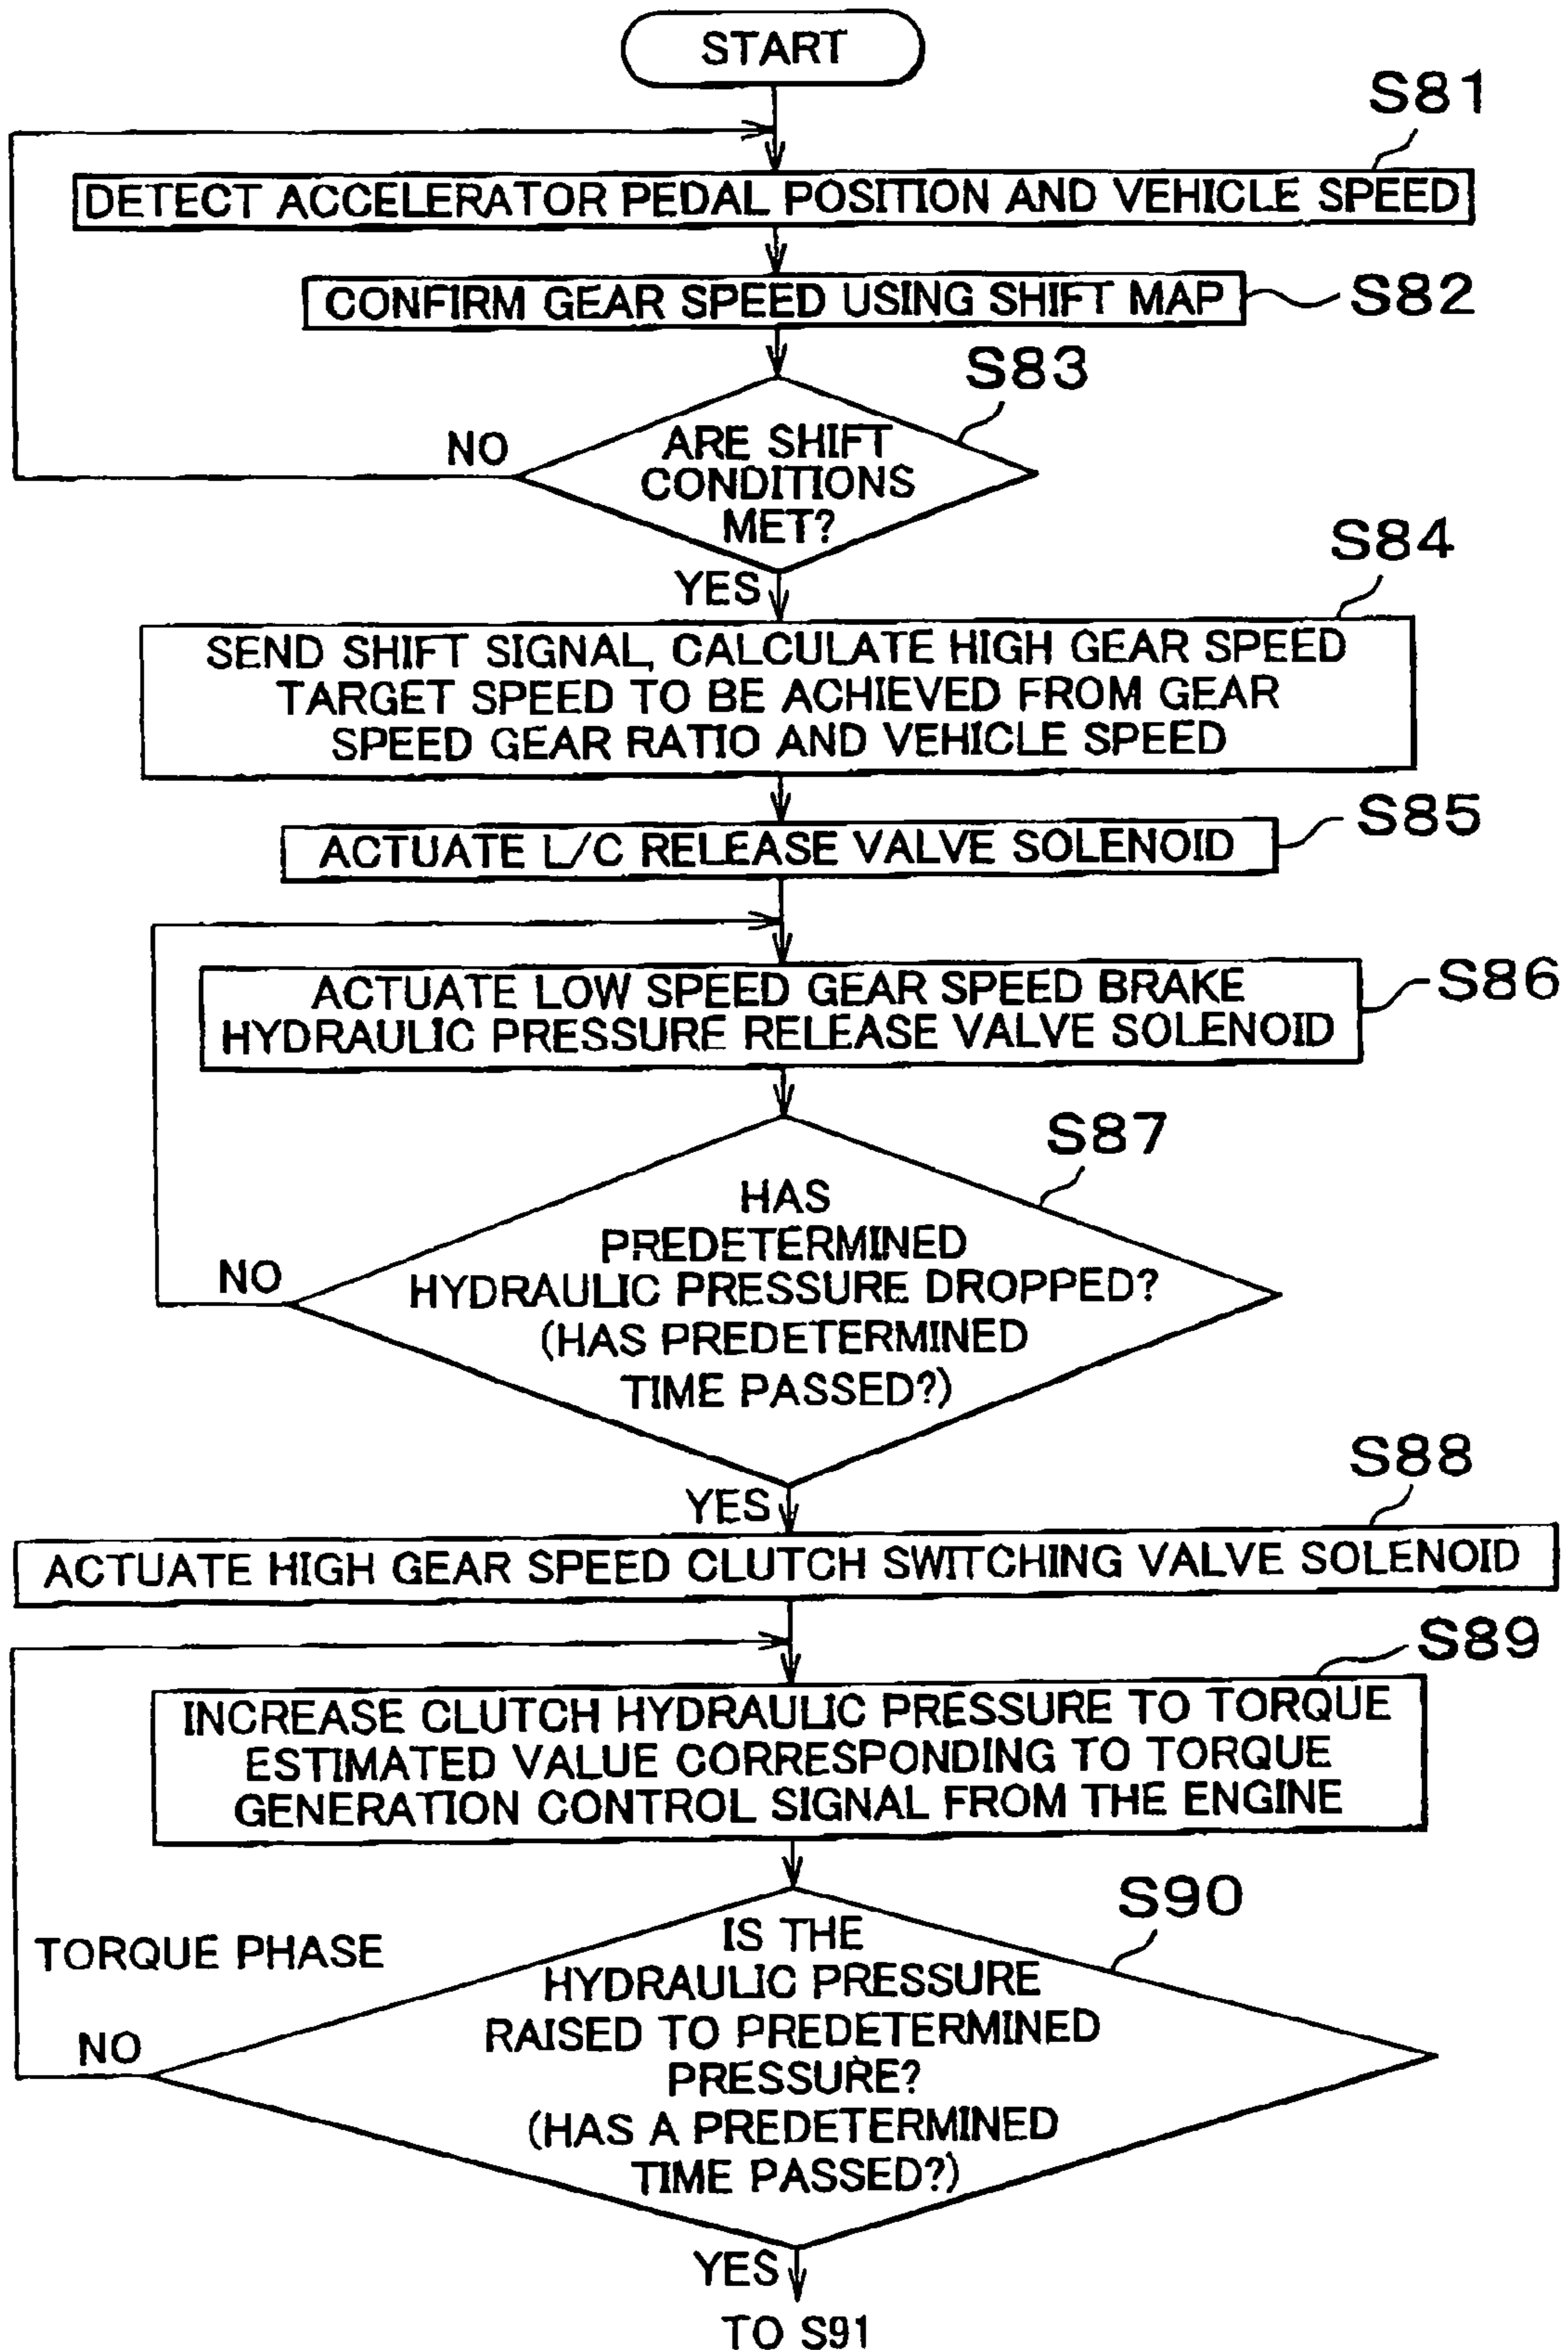 START
S81
DETECT ACCELERATOR PEDAL POSITION AND VEHICLE SPEED
CONFIRM GEAR SPEED USING SHIFT MAP
S82
S83
NO
ARE SHIFT
CONDITIONS
MET?
YES
S84
SEND SHIFT SIGNAL, CALCULATE HIGH GEAR SPEED
TARGET SPEED TO BE ACHIEVED FROM GEAR
SPEED GEAR RATIO AND VEHICLE SPEED
S85
ACTUATE L/C RELEASE VALVE SOLENOID
S86
ACTUATE LOW SPEED GEAR SPEED BRAKE
HYDRAULIC PRESSURE RELEASE VALVE SOLENOID
S87
HAS
PREDETERMINED
HYDRAULIC PRESSURE DROPPED?
(HAS PREDETERMINED
TIME PASSED?)
NO
YES
S88
ACTUATE HIGH GEAR SPEED CLUTCH SWITCHING VALVE SOLENOID
S89
INCREASE CLUTCH HYDRAULIC PRESSURE TO TORQUE
ESTIMATED VALUE CORRESPONDING TO TORQUE
GENERATION CONTROL SIGNAL FROM THE ENGINE
S90
TORQUE PHASE
NO
IS THE
HYDRAULIC PRESSURE
RAISED TO PREDETERMINED
PRESSURE?
(HAS A PREDETERMINED
TIME PASSED?)
YES
TO S91